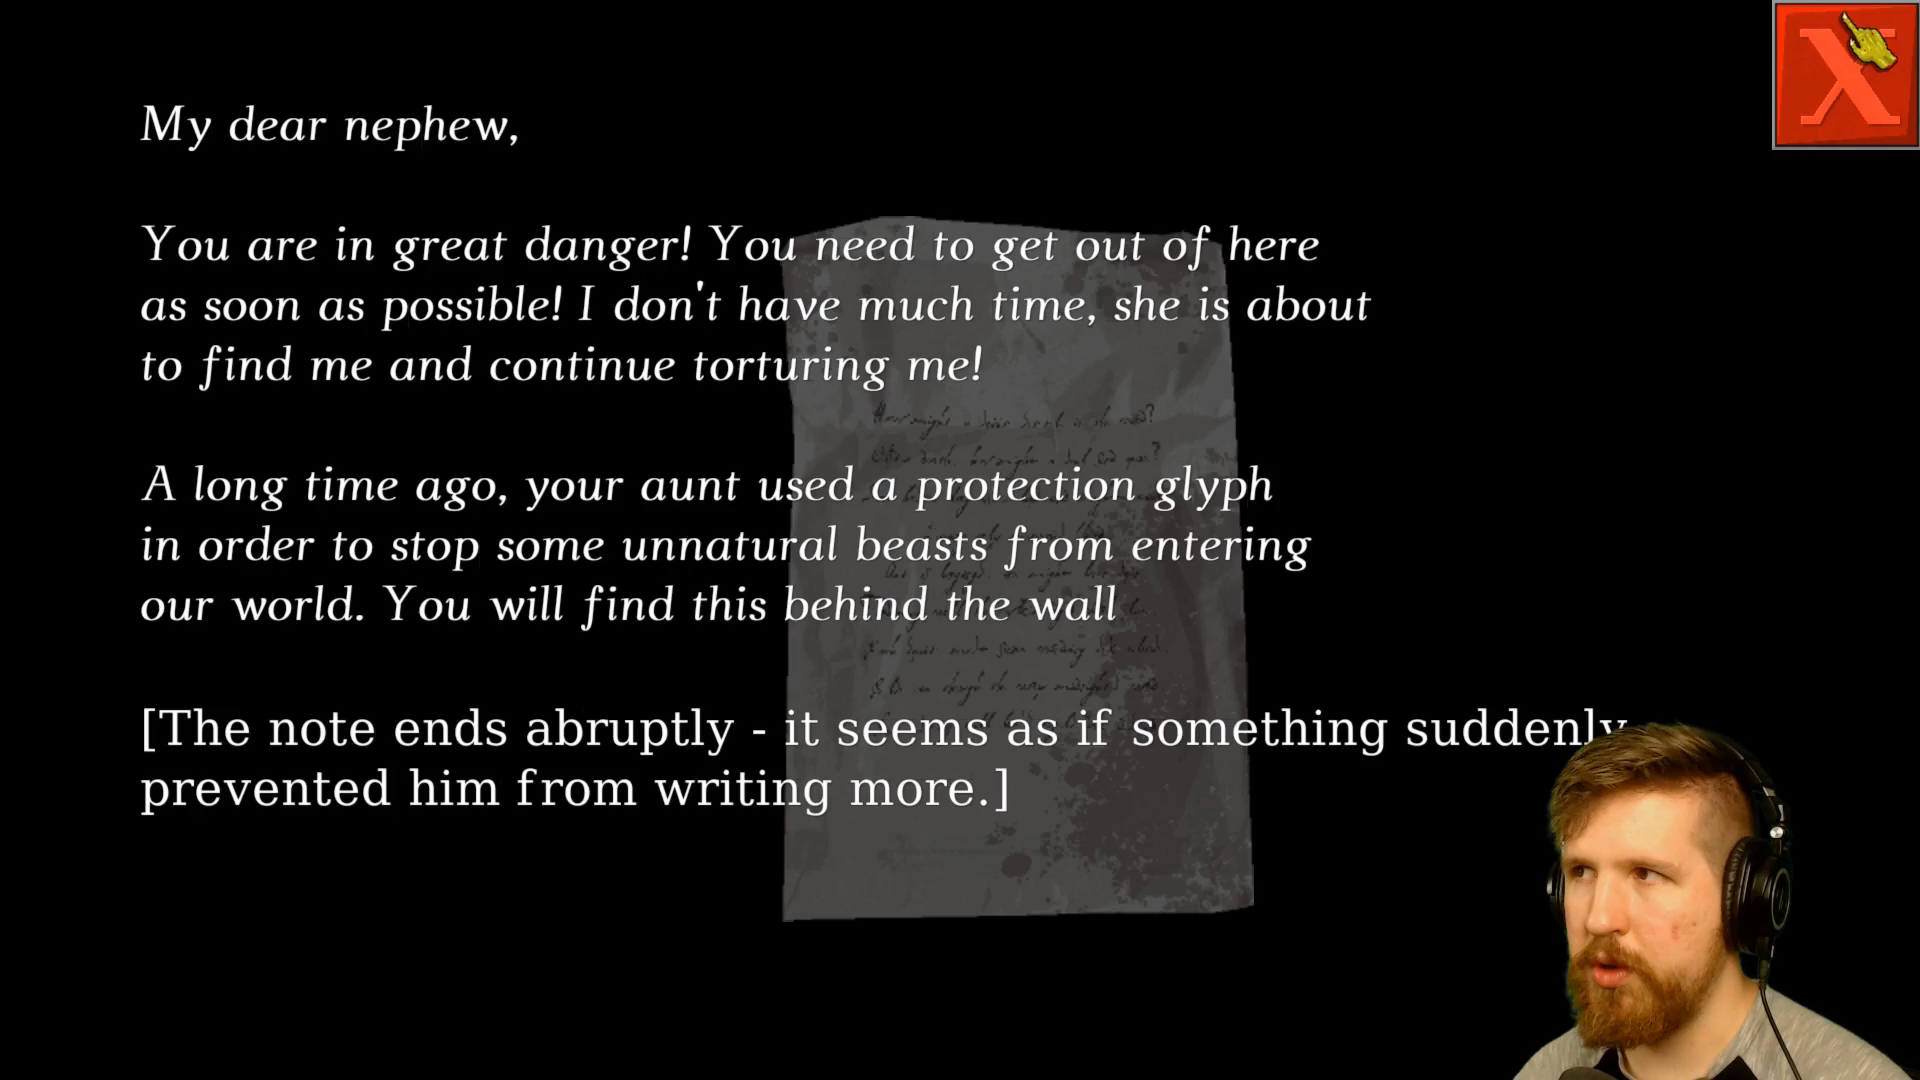 My dear nephew,
You are in great danger! You need to get out of here
as soon as possible! I don't have much time, she is about
to find me and continue torturing me!
A long time ago, your aunt used a protection glyph
in order to stop some unnatural beasts from entering
our world. You will find this behind the wall
[The note ends abruptly - it seems as if something suddenly
prevented him from writing more.]
X